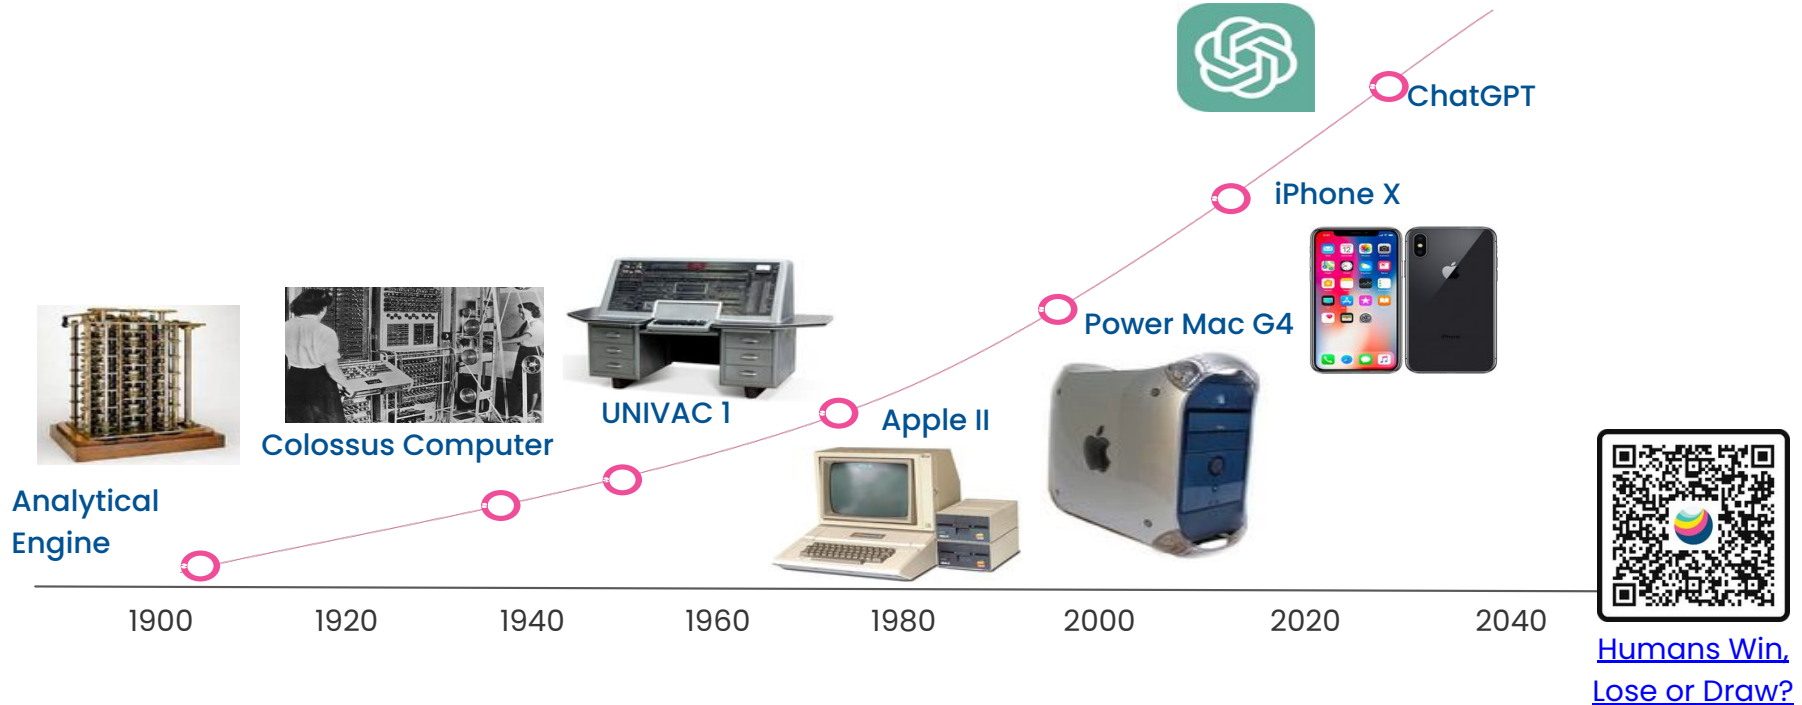 ChatGPT
iPhone X
Power Mac G4
UNIVAC 1
Apple II
Colossus Computer
Analytical
Engine
1900
1920
1940
1960
1980
2000
2020
2040
Humans Win,
Lose or Draw?